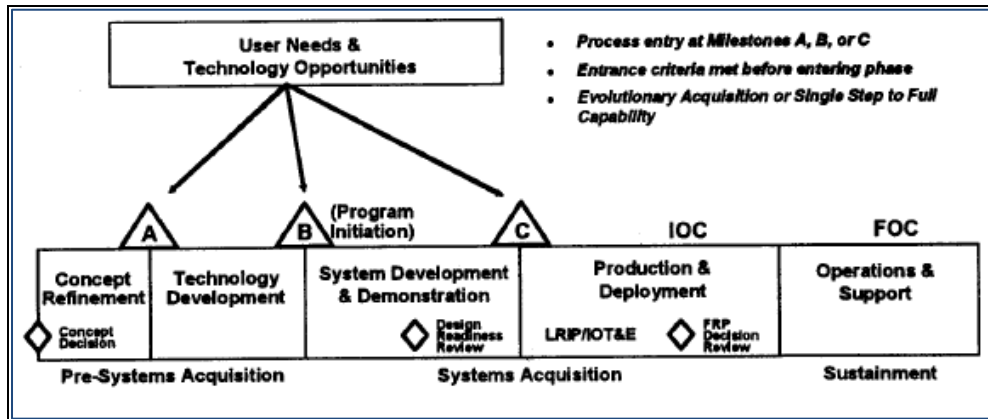 User Needs &
Technology Opportunities
• Process entry at Milestones A, B, or C
• Entrance criteria met before entering phase
• Evolutionary Acquisition or Single Step to Full
Capability
A
B
(Program
Initiation)
C
IOC
FOC
Concept
Refinement
Technology
Development
System Development
& Demonstration
Production &
Deployment
Operations &
Support
Concept
Decision
Design
Readiness
Review
LRIP/IOT&E
FRP
Decision
Review
Pre-Systems Acquisition
Systems Acquisition
Sustainment